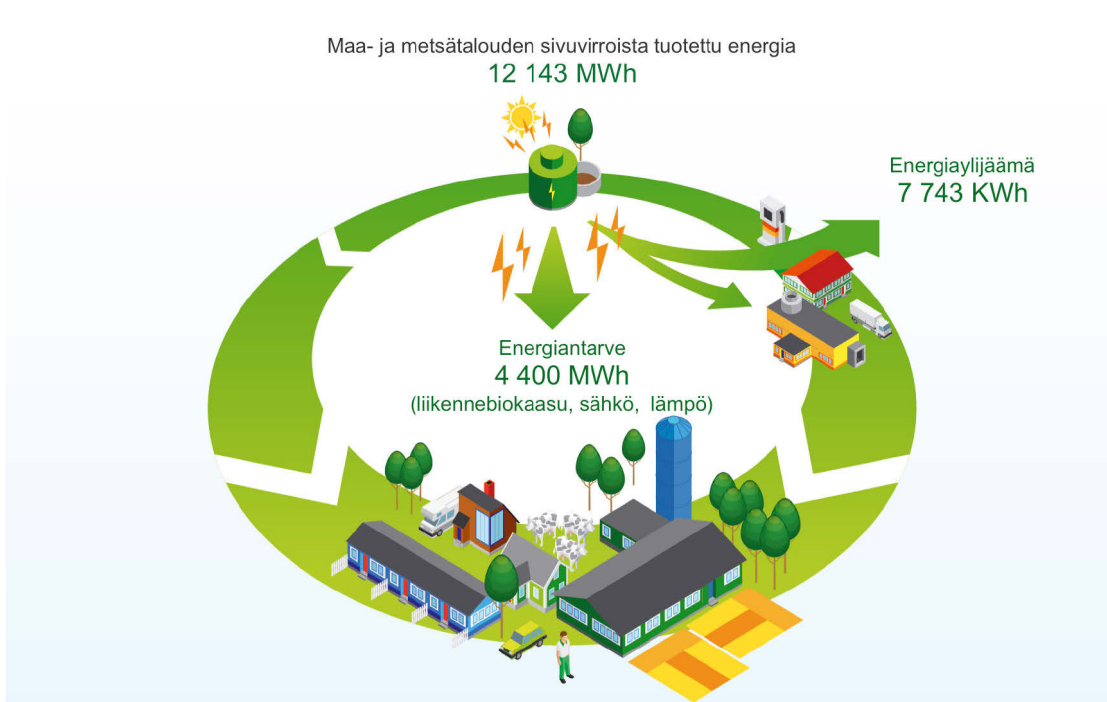 Maa- ja metsätalouden sivuvirroista tuotettu energia
12 143 MWh
Energiaylijäämä
7 743 KWh
Energiantarve
4 400 MWh
(liikennebiokaasu, sähkö, lämpö)